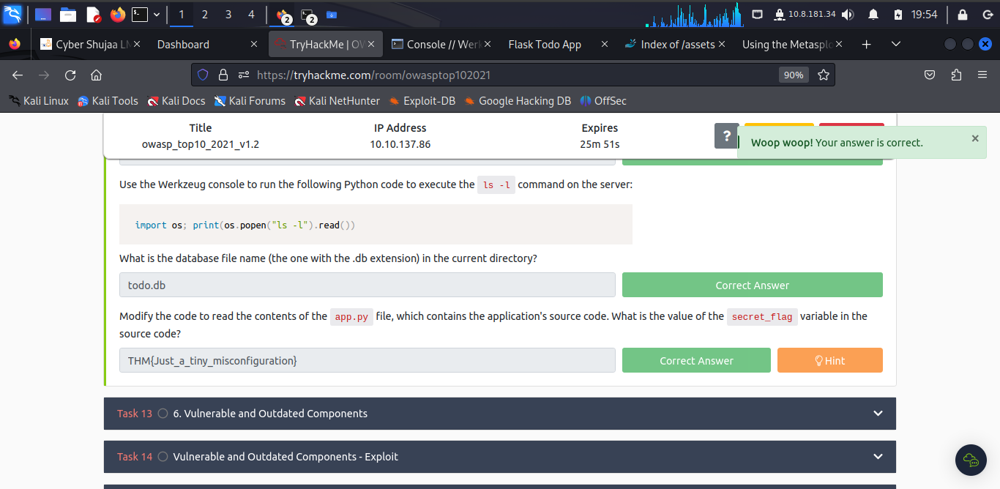 1 2 3 4 2 2 10.8.181.34 19:54
Cyber Shujaa LM Dashboard TryHackMe | OW Console // Werk Flask Todo App Index of /assets Using the Metasplo
https://tryhackme.com/room/owasptop102021 90%
Kali Linux Kali Tools Kali Docs Kali Forums Kali NetHunter Exploit-DB Google Hacking DB OffSec
Title IP Address Expires
owasp_top10_2021_v1.2 10.10.137.86 25m 51s
?
Woop woop! Your answer is correct.
Use the Werkzeug console to run the following Python code to execute the ls -l command on the server:
import os; print(os.popen("ls -l").read())
What is the database file name (the one with the .db extension) in the current directory?
todo.db Correct Answer
Modify the code to read the contents of the app.py file, which contains the application's source code. What is the value of the secret_flag variable in the
source code?
THM{Just_a_tiny_misconfiguration} Correct Answer Hint
Task 13 6. Vulnerable and Outdated Components
Task 14 Vulnerable and Outdated Components - Exploit